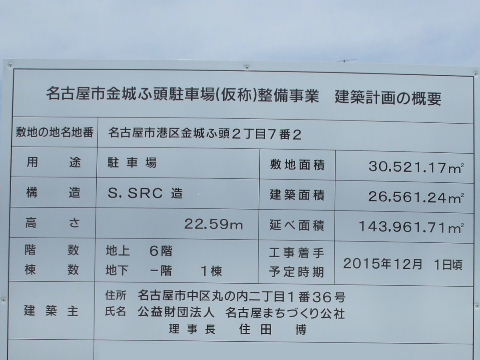 名古屋市金城ふ頭駐車場(仮称)整備事業 建築計画の概要
敷地の地名地番 名古屋市港区金城ふ頭2丁目7番2
用途 駐車場 敷地面積 30.521.17㎡
構造 S.SRC 造 建築面積 26.561.24㎡
高さ 22.59m 延べ面積 143,961.71㎡
階数 地上 6階 工事着手
棟数 地下 −階 1棟 予定時期 2015年12月 1日頃
住所 名古屋市中区丸の内二丁目1番36号
建築主 氏名 公益財団法人 名古屋まちづくり公社
理事長 住田 博